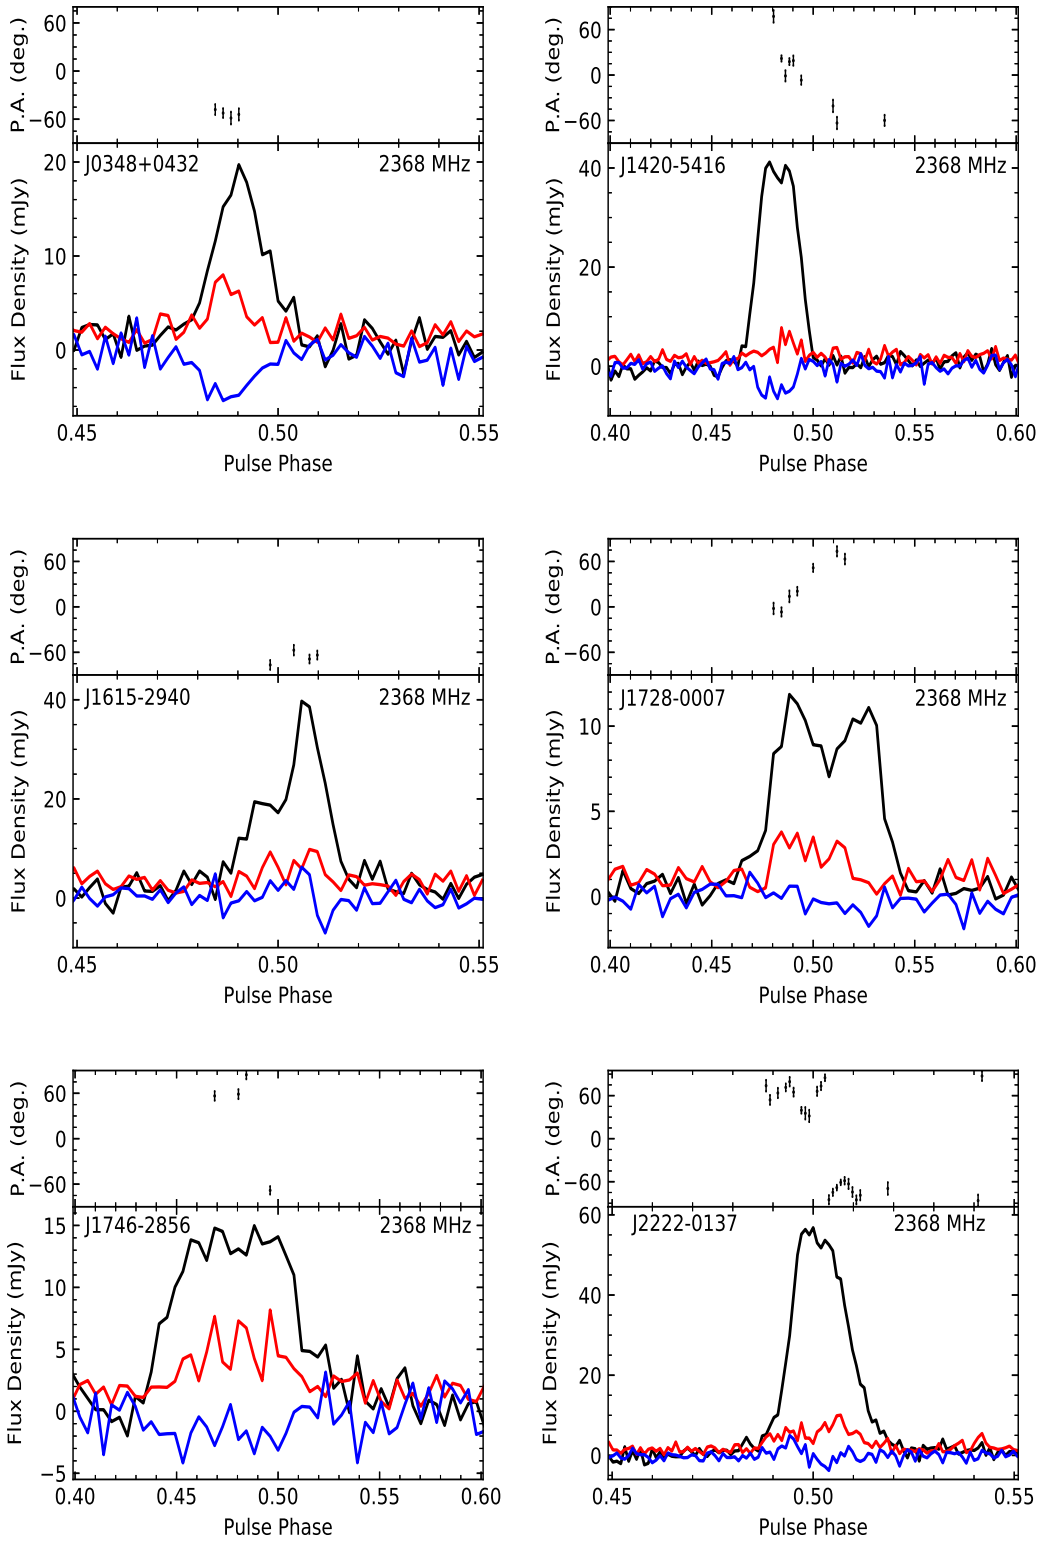 P.A. (deg.)
60
0
−60
J0348+0432 2368 MHz
Flux Density (mJy)
20
10
0
0.45 0.50 0.55
Pulse Phase
P.A. (deg.)
60
0
−60
J1420-5416 2368 MHz
Flux Density (mJy)
40
20
0
0.40 0.45 0.50 0.55 0.60
Pulse Phase
P.A. (deg.)
60
0
−60
J1615-2940 2368 MHz
Flux Density (mJy)
40
20
0
0.45 0.50 0.55
Pulse Phase
P.A. (deg.)
60
0
−60
J1728-0007 2368 MHz
Flux Density (mJy)
10
5
0
0.40 0.45 0.50 0.55 0.60
Pulse Phase
P.A. (deg.)
60
0
−60
J1746-2856 2368 MHz
Flux Density (mJy)
15
10
5
0
−5
0.40 0.45 0.50 0.55 0.60
Pulse Phase
P.A. (deg.)
60
0
−60
J2222-0137 2368 MHz
Flux Density (mJy)
60
40
20
0
0.45 0.50 0.55
Pulse Phase